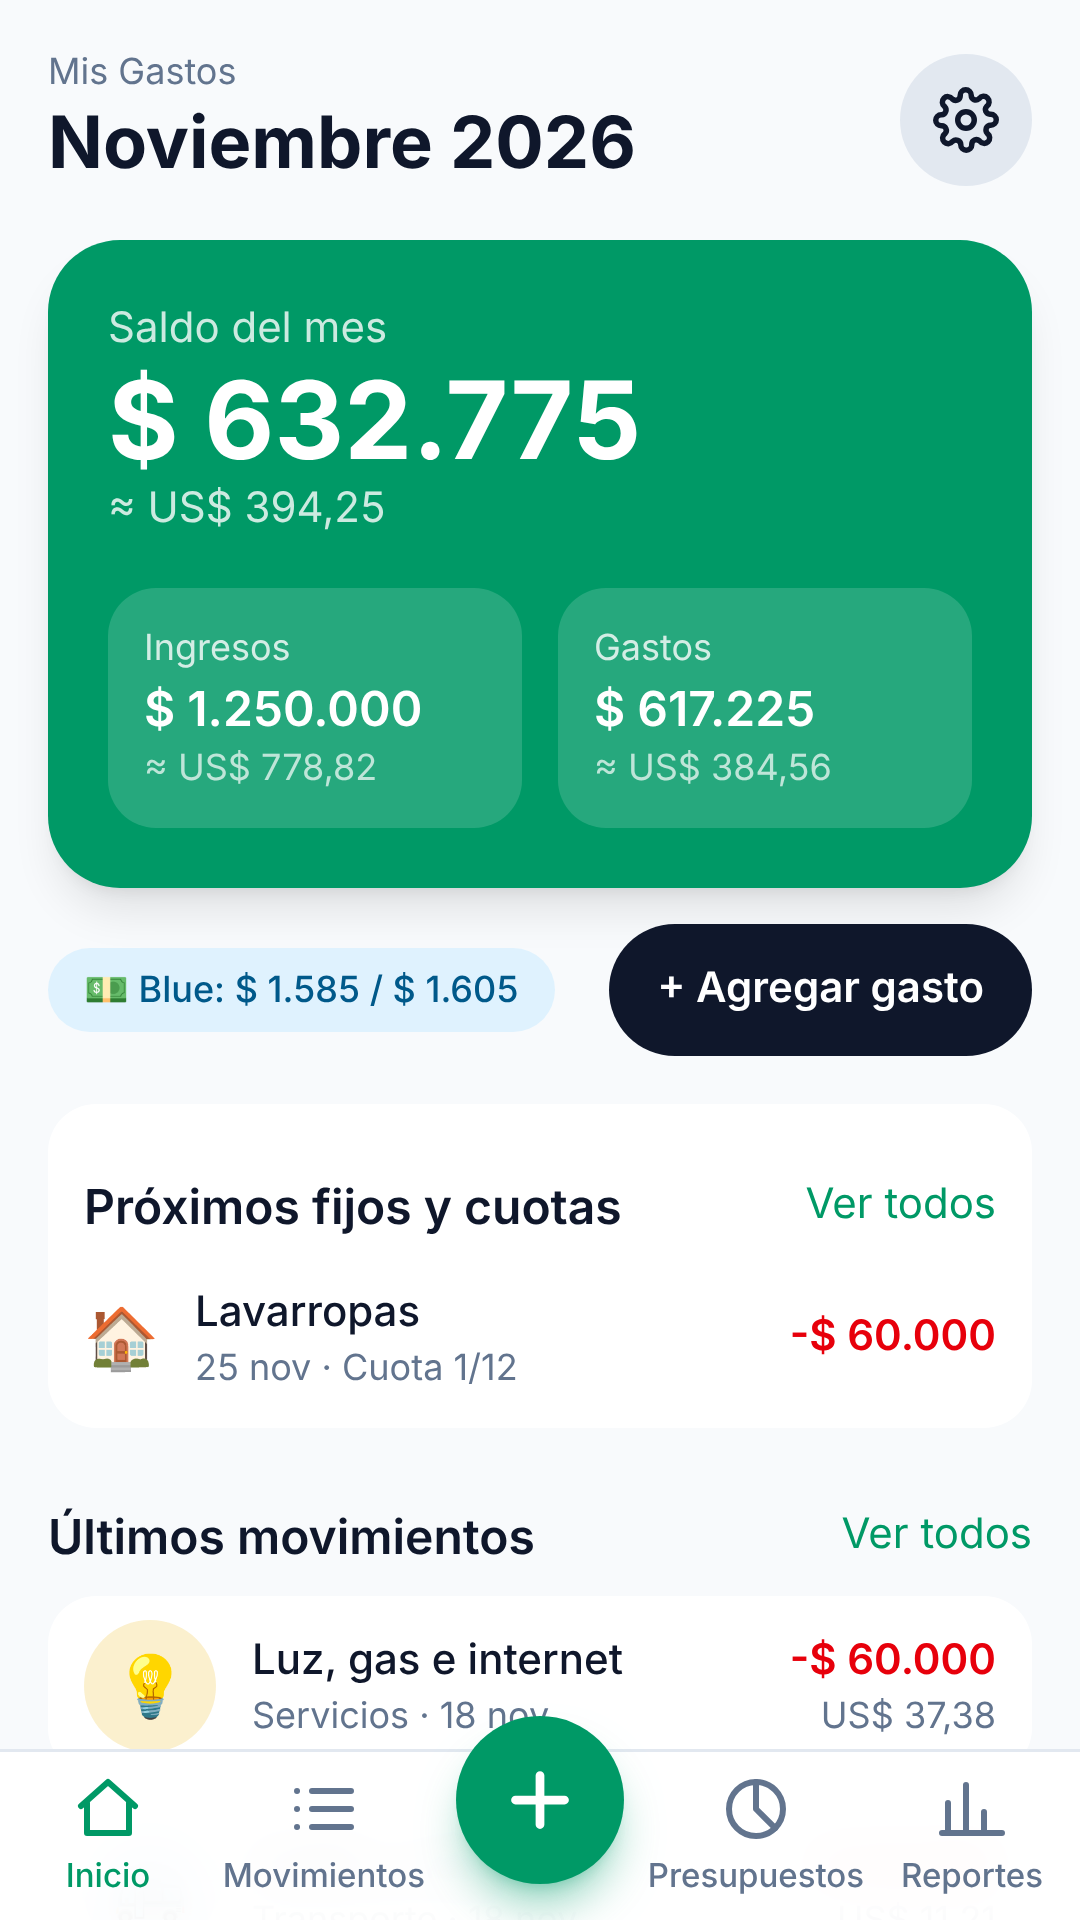 Mis Gastos
Noviembre 2026
Saldo del mes
$ 632.775
≈ US$ 394,25
Ingresos
$ 1.250.000
≈ US$ 778,82
Gastos
$ 617.225
≈ US$ 384,56
Blue: $ 1.585 / $ 1.605
+ Agregar gasto
Próximos fijos y cuotas
Ver todos
Lavarropas
25 nov · Cuota 1/12
-$ 60.000
Últimos movimientos
Ver todos
Luz, gas e internet
Servicios · 18 nov
-$ 60.000
US$ 37,38
Inicio
Movimientos
Presupuestos
Reportes